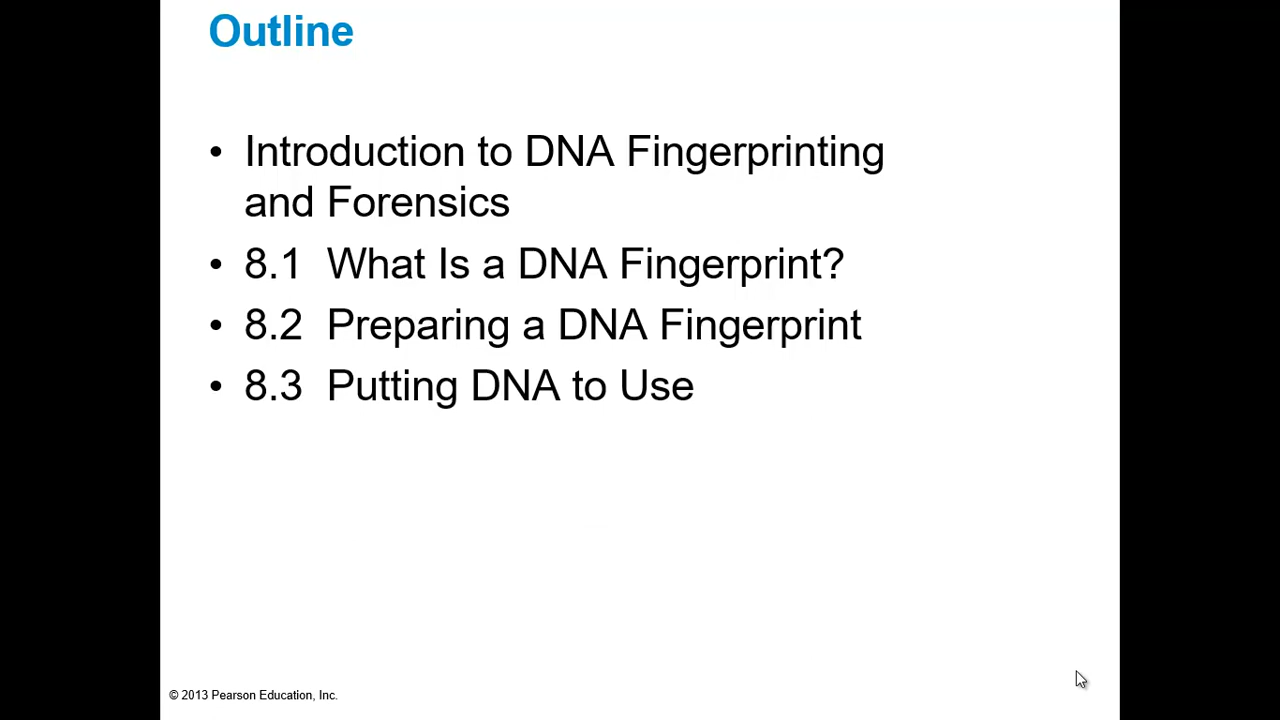 Outline
• Introduction to DNA Fingerprinting
and Forensics
• 8.1 What Is a DNA Fingerprint?
• 8.2 Preparing a DNA Fingerprint
• 8.3 Putting DNA to Use
© 2013 Pearson Education, Inc.